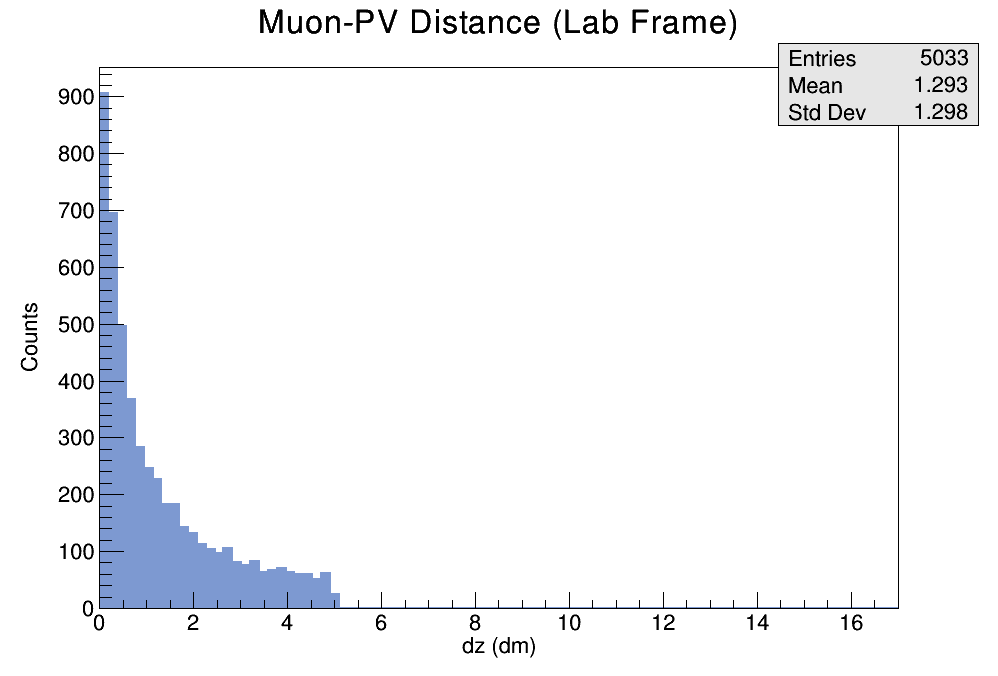 Muon-PV Distance (Lab Frame)
Entries 5033
Mean 1.293
Std Dev 1.298
900
800
700
600
500
400
300
200
100
0
Counts
0 2 4 6 8 10 12 14 16
dz (dm)